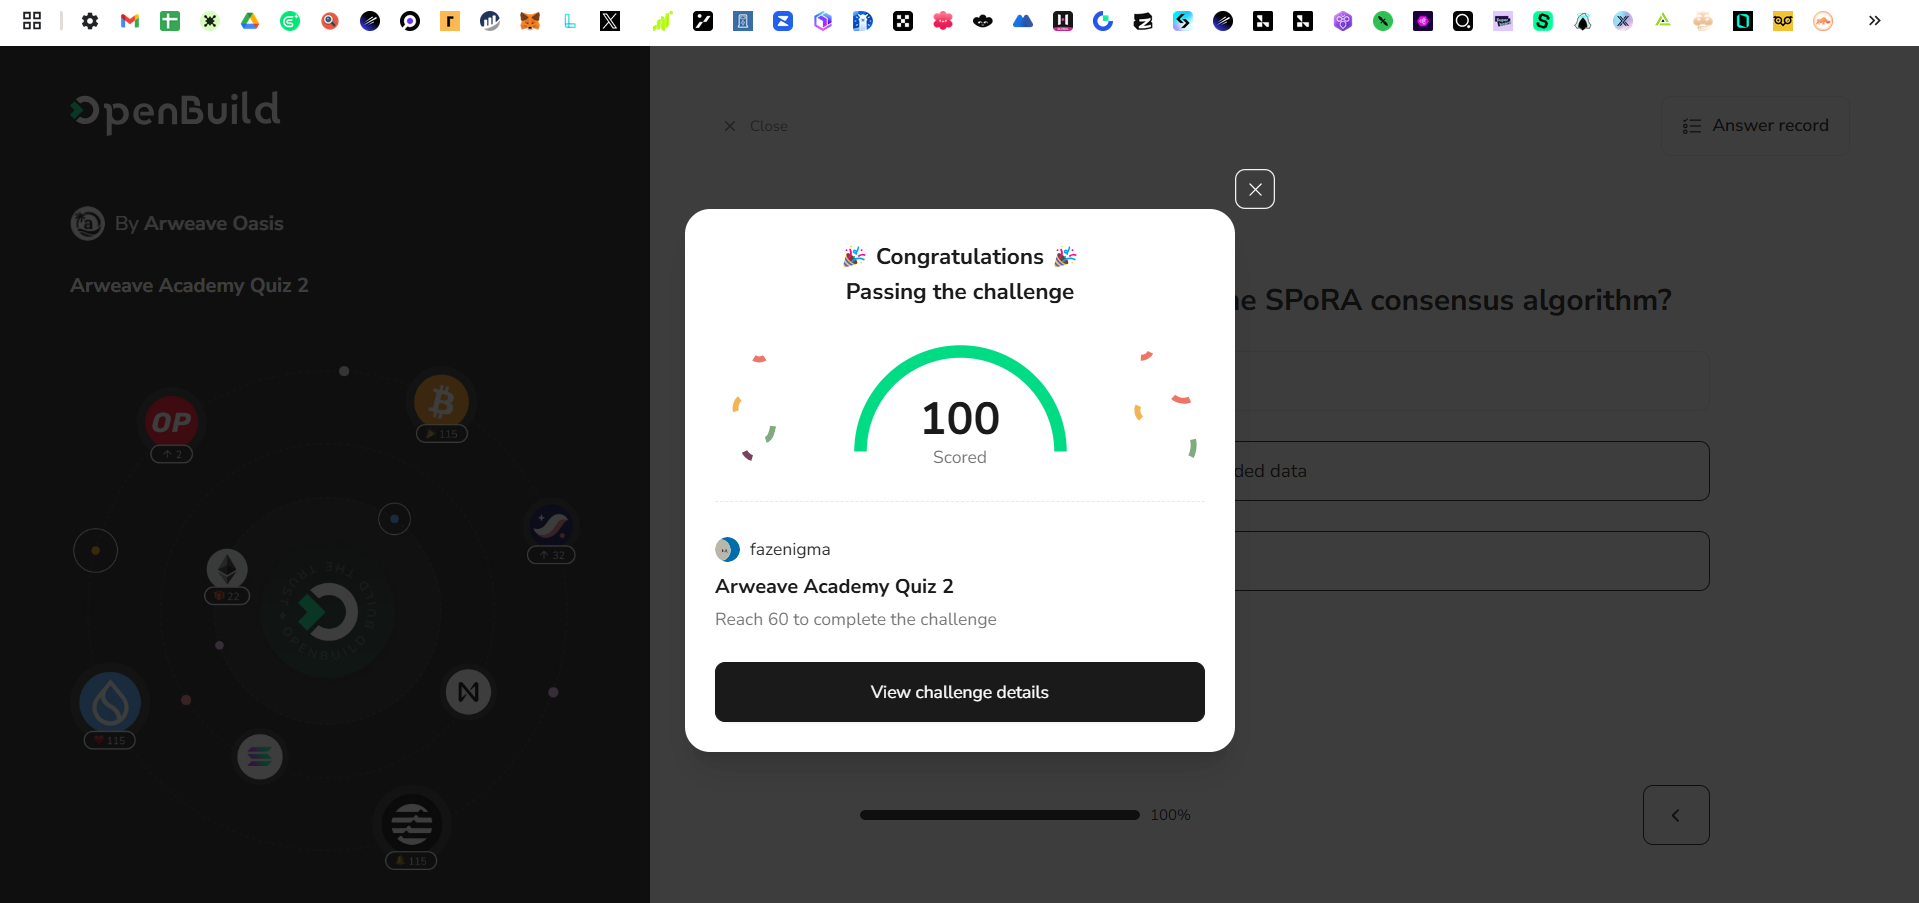 OpenBuild
By Arweave Oasis
Arweave Academy Quiz 2
OP
2
115
32
22
115
115
Close
Answer record
e SPoRA consensus algorithm?
ded data
🎉 Congratulations 🎉
Passing the challenge
100
Scored
fazenigma
Arweave Academy Quiz 2
Reach 60 to complete the challenge
View challenge details
100%